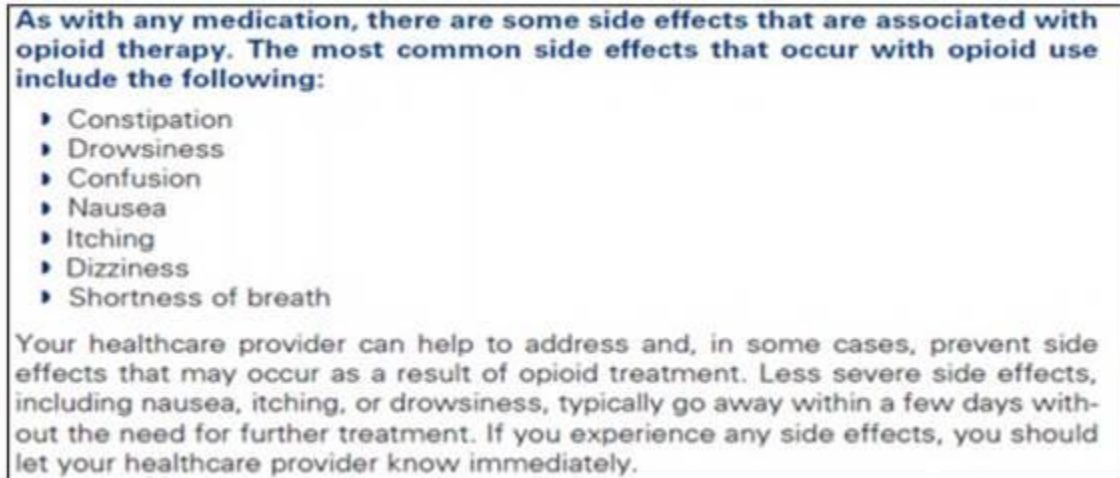 As with any medication, there are some side effects that are associated with
opioid therapy. The most common side effects that occur with opioid use
include the following:
Constipation
Drowsiness
Confusion
Nausea
Itching
Dizziness
Shortness of breath
Your healthcare provider can help to address and, in some cases, prevent side
effects that may occur as a result of opioid treatment. Less severe side effects,
including nausea, itching, or drowsiness, typically go away within a few days with-
out the need for further treatment. If you experience any side effects, you should
let your healthcare provider know immediately.